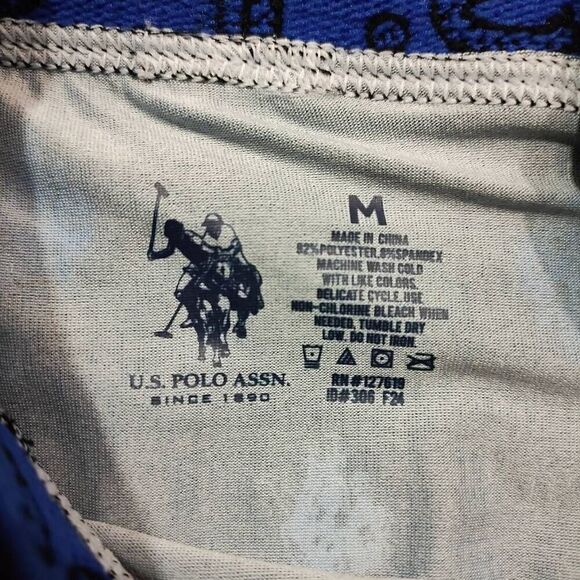 M
MADE IN CHINA
92%POLYESTER,8%SPANDEX
MACHINE WASH COLD
WITH LIKE COLORS.
DELICATE CYCLE. USE
NON-CHLORINE BLEACH WHEN
NEEDED, TUMBLE DRY
LOW. DO NOT IRON.
RN#127619
ID#306 F24
U.S. POLO ASSN.
SINCE 1890